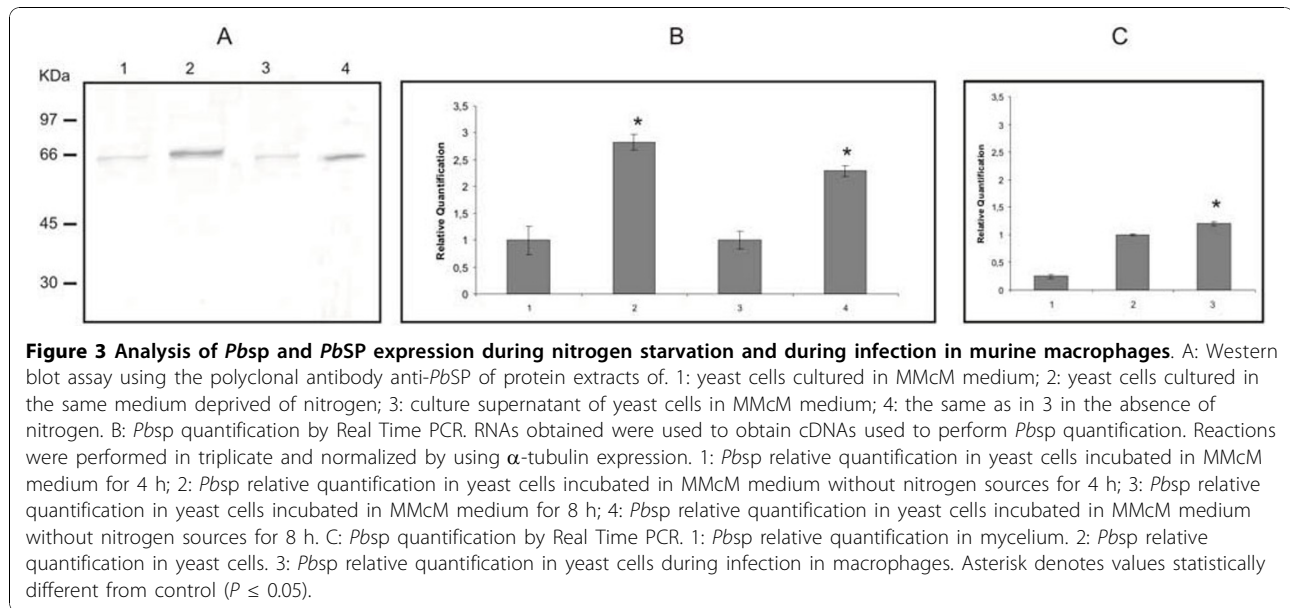 A
B
C
KDa
1 2 3 4
97
66
45
30
Relative Quantification
3,5
3
2,5
2
1,5
1
0,5
0
*
*
1 2 3 4
Relative Quantification
3,5
3
2,5
2
1,5
1
0,5
0
*
1 2 3
Figure 3 Analysis of Pbsp and PbSP expression during nitrogen starvation and during infection in murine macrophages. A: Western
blot assay using the polyclonal antibody anti-PbSP of protein extracts of. 1: yeast cells cultured in MMcM medium; 2: yeast cells cultured in
the same medium deprived of nitrogen; 3: culture supernatant of yeast cells in MMcM medium; 4: the same as in 3 in the absence of
nitrogen. B: Pbsp quantification by Real Time PCR. RNAs obtained were used to obtain cDNAs used to perform Pbsp quantification. Reactions
were performed in triplicate and normalized by using α-tubulin expression. 1: Pbsp relative quantification in yeast cells incubated in MMcM
medium for 4 h; 2: Pbsp relative quantification in yeast cells incubated in MMcM medium without nitrogen sources for 4 h; 3: Pbsp relative
quantification in yeast cells incubated in MMcM medium for 8 h; 4: Pbsp relative quantification in yeast cells incubated in MMcM medium
without nitrogen sources for 8 h. C: Pbsp quantification by Real Time PCR. 1: Pbsp relative quantification in mycelium. 2: Pbsp relative
quantification in yeast cells. 3: Pbsp relative quantification in yeast cells during infection in macrophages. Asterisk denotes values statistically
different from control (P ≤ 0.05).